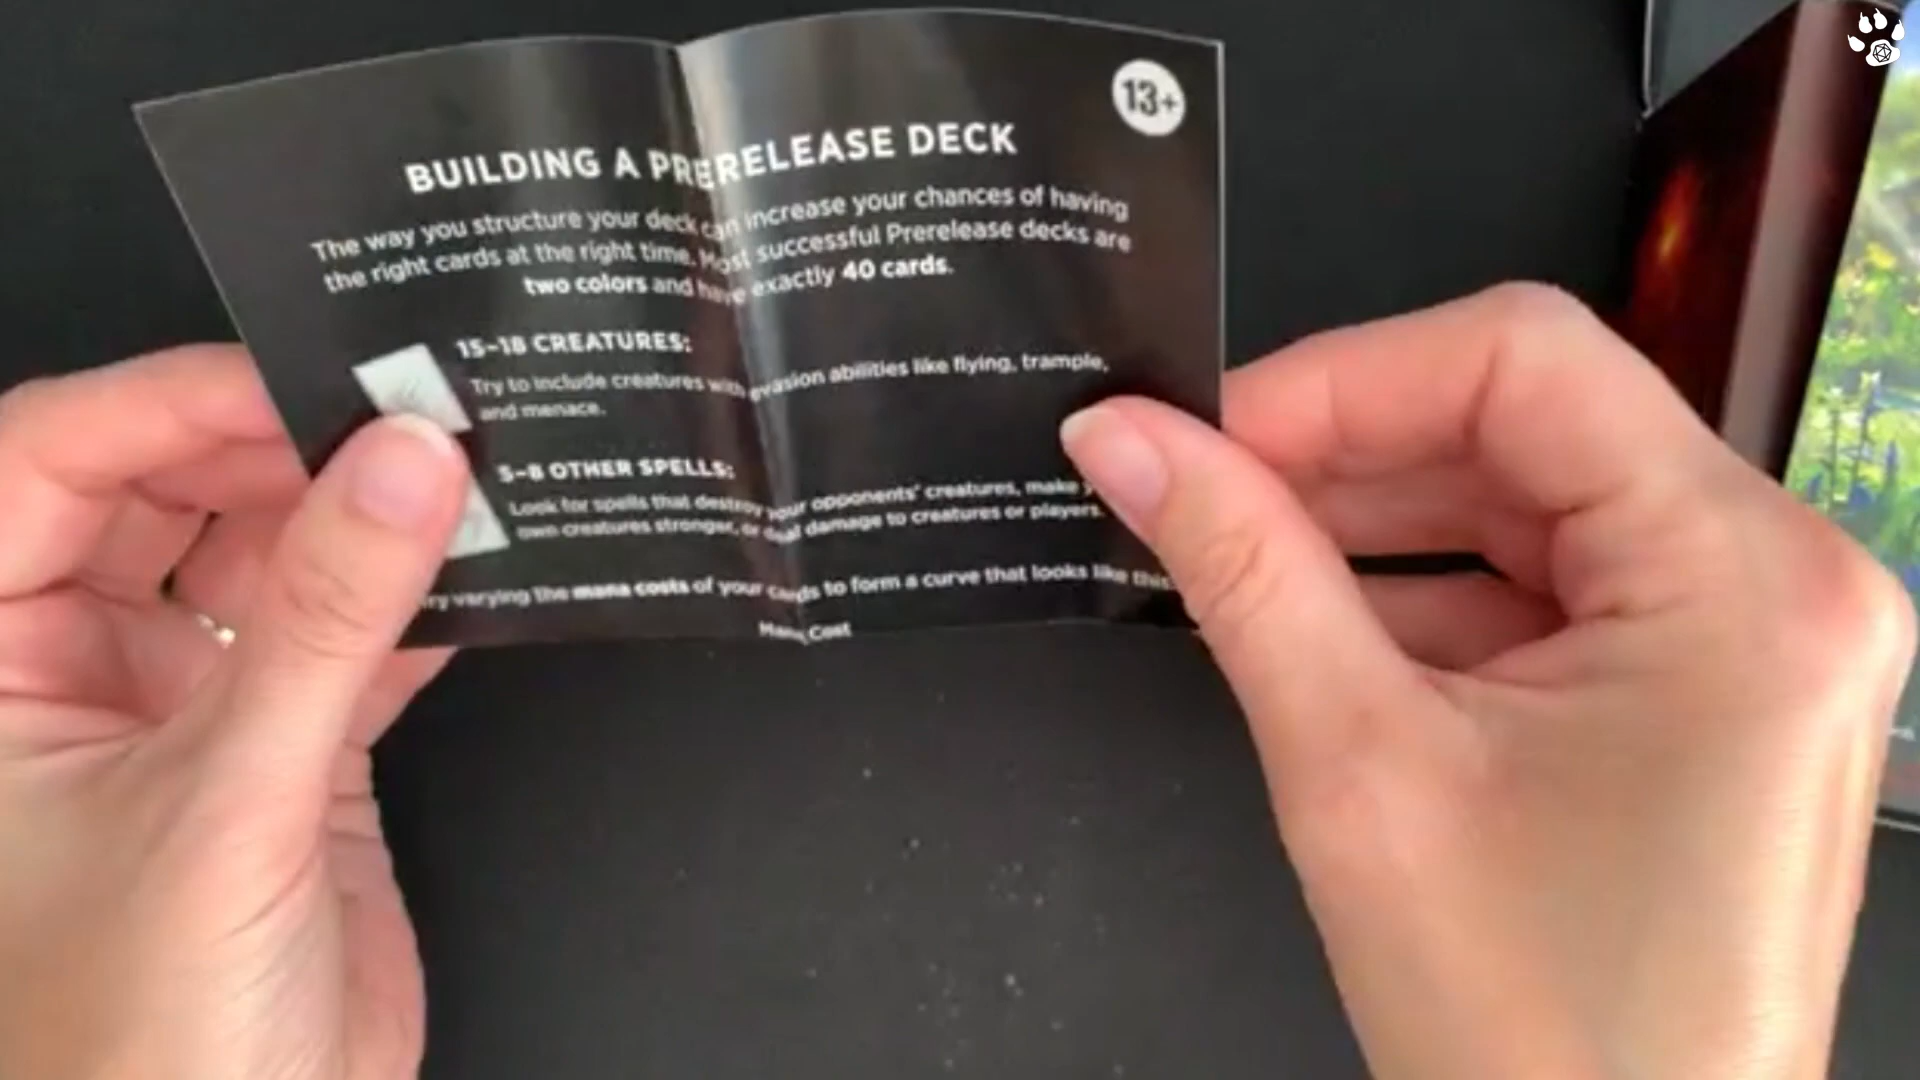 13+
BUILDING A PRERELEASE DECK
The way you structure your deck can increase your chances of having
the right cards at the right time. Most successful Prerelease decks are
two colors and have exactly 40 cards.
15-18 CREATURES:
Try to include creatures with evasion abilities like flying, trample,
and menace.
5-8 OTHER SPELLS:
Look for spells that destroy your opponents' creatures, make
own creatures stronger, or deal damage to creatures or players.
varying the mana costs of your cards to form a curve that looks like this
Mana Cost